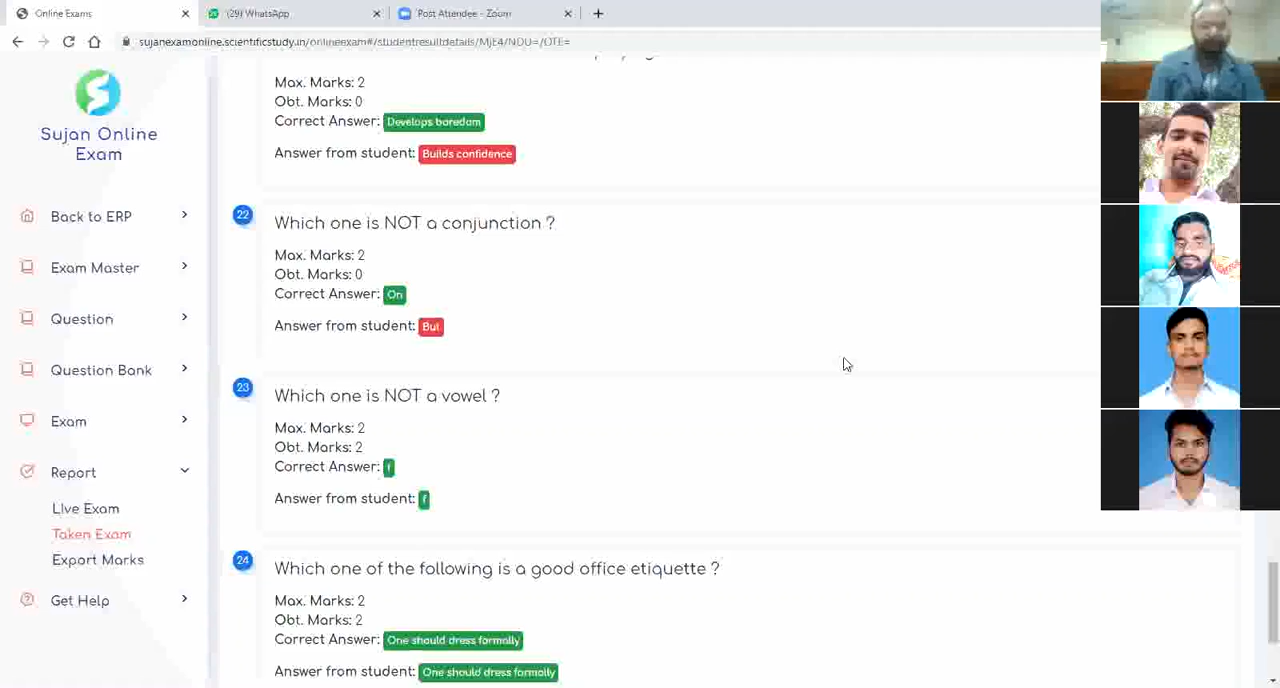 Online Exams
(29) WhatsApp
Post Attendee - Zoom
sujanexamonline.scientificstudy.in/onlineexam#/studentresultdetails/MjE4/NDU=/OTE=
Sujan Online
Exam
Back to ERP
Exam Master
Question
Question Bank
Exam
Report
Live Exam
Taken Exam
Export Marks
Get Help
Max. Marks: 2
Obt. Marks: 0
Correct Answer: Develops boredom
Answer from student: Builds confidence
22
Which one is NOT a conjunction ?
Max. Marks: 2
Obt. Marks: 0
Correct Answer: On
Answer from student: But
23
Which one is NOT a vowel ?
Max. Marks: 2
Obt. Marks: 2
Correct Answer: f
Answer from student: f
24
Which one of the following is a good office etiquette ?
Max. Marks: 2
Obt. Marks: 2
Correct Answer: One should dress formally
Answer from student: One should dress formally